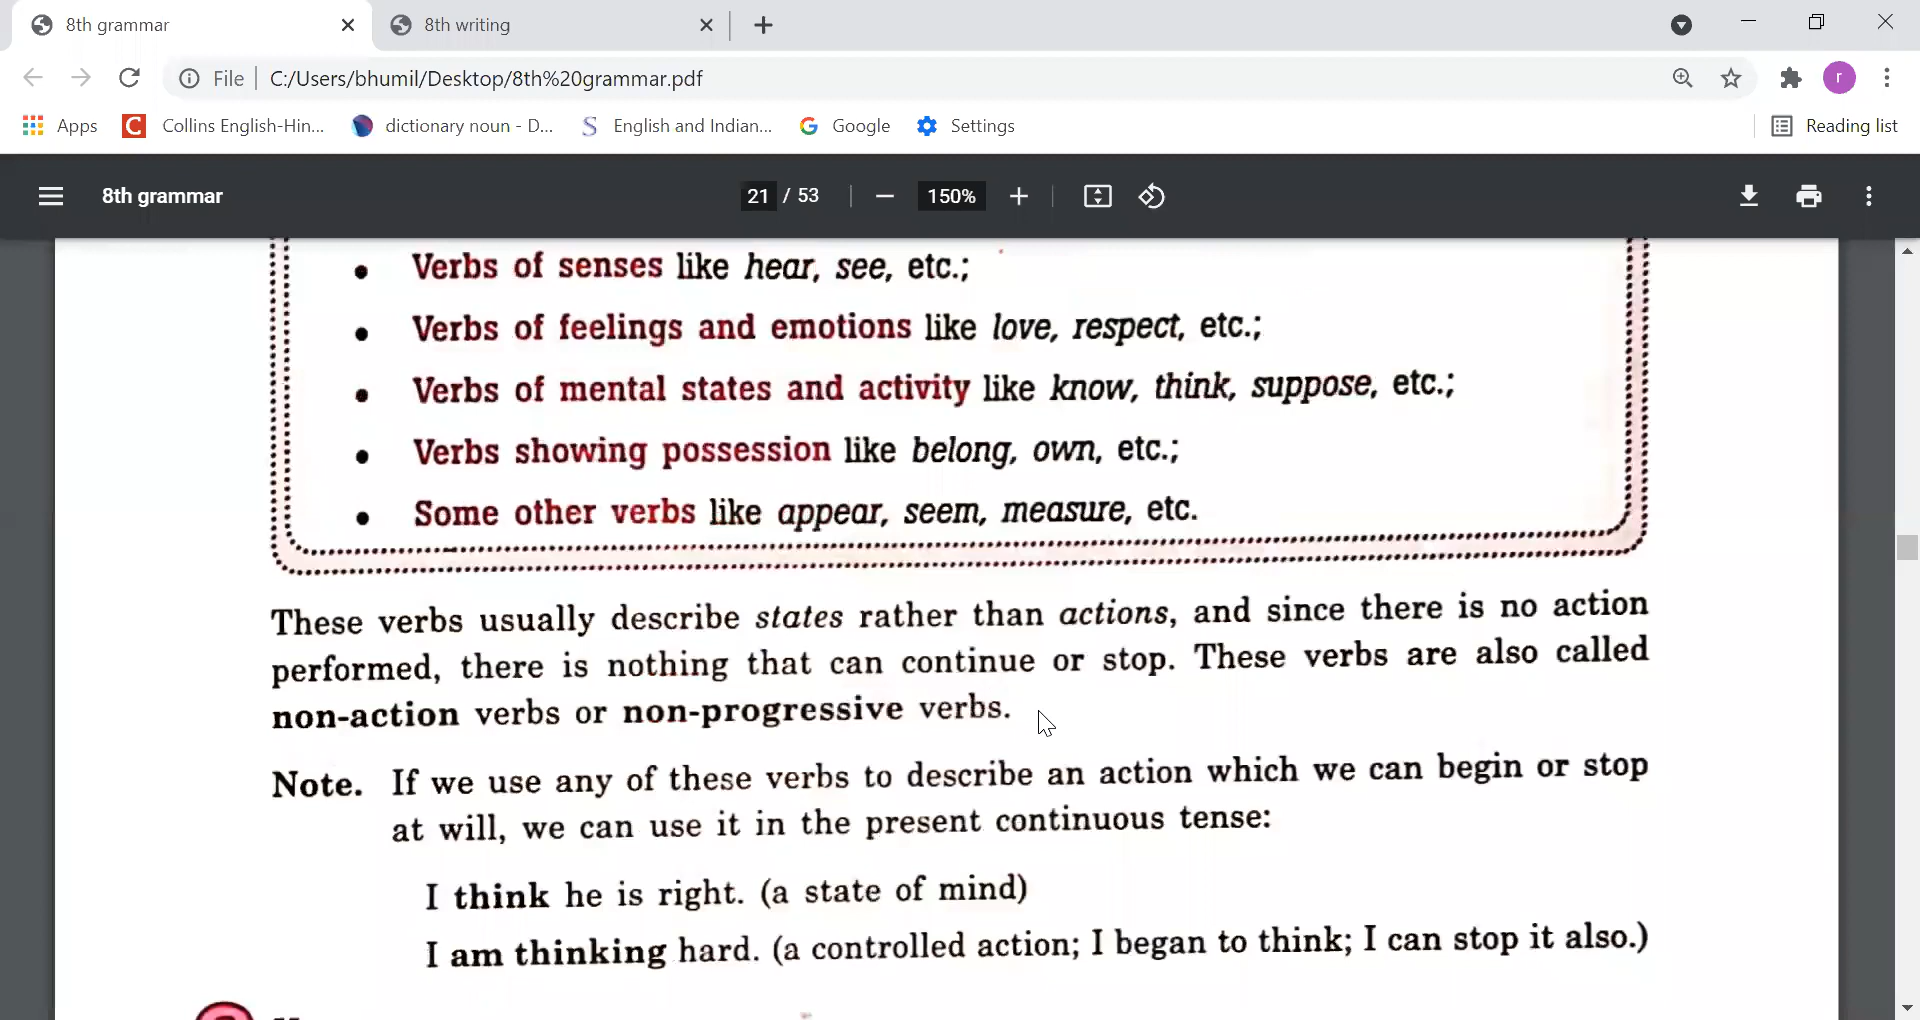 8th grammar
8th writing
File
C:/Users/bhumil/Desktop/8th%20grammar.pdf
r
Apps
Collins English-Hin...
dictionary noun - D...
English and Indian...
Google
Settings
Reading list
8th grammar
21 / 53
150%
• Verbs of senses like hear, see, etc.;
• Verbs of feelings and emotions like love, respect, etc.;
• Verbs of mental states and activity like know, think, suppose, etc.;
• Verbs showing possession like belong, own, etc.;
• Some other verbs like appear, seem, measure, etc.
These verbs usually describe states rather than actions, and since there is no action
performed, there is nothing that can continue or stop. These verbs are also called
non-action verbs or non-progressive verbs.
Note. If we use any of these verbs to describe an action which we can begin or stop
at will, we can use it in the present continuous tense:
I think he is right. (a state of mind)
I am thinking hard. (a controlled action; I began to think; I can stop it also.)